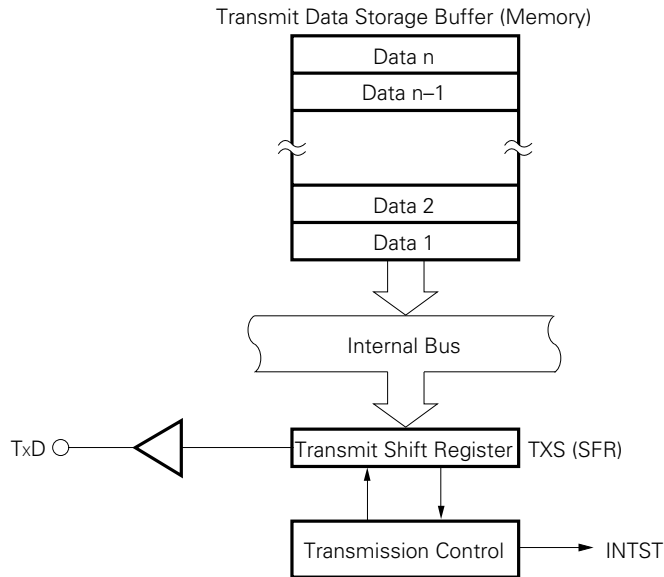 Transmit Data Storage Buffer (Memory)
Data n
Data n–1
Data 2
Data 1
Internal Bus
TxD
Transmit Shift Register
TXS (SFR)
Transmission Control
INTST